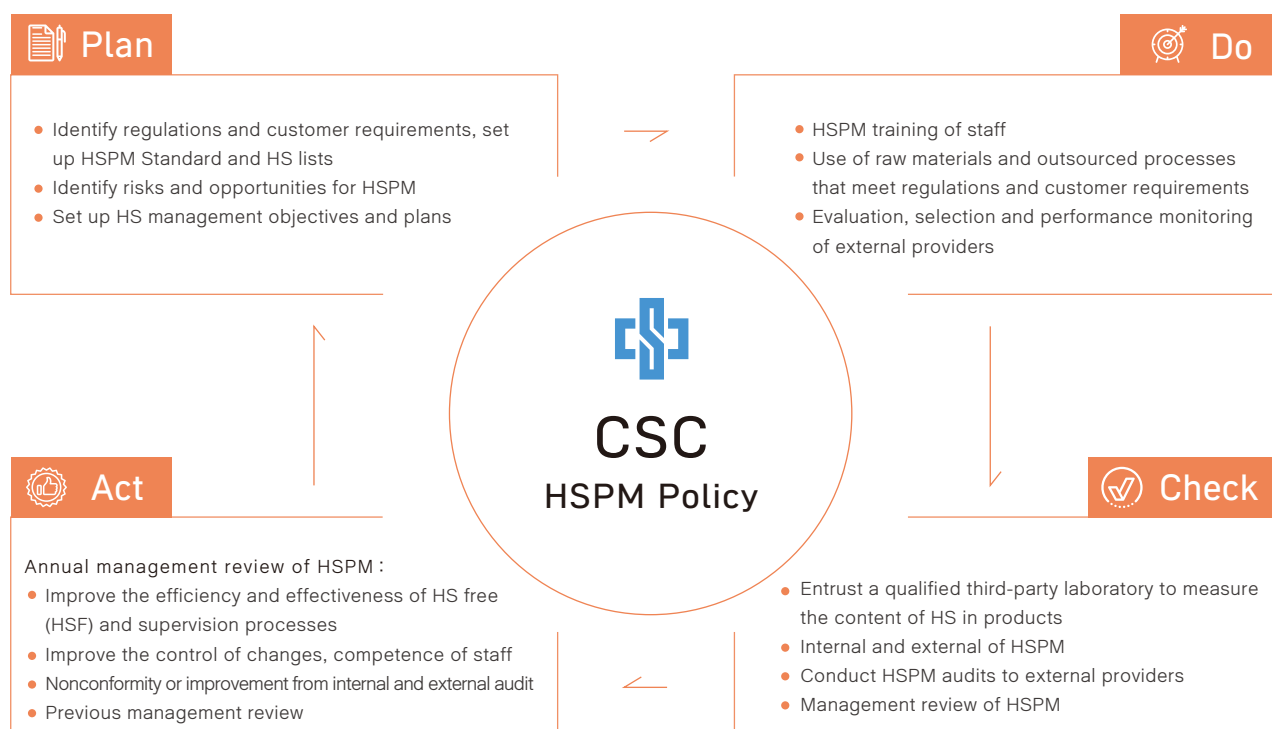 Plan
Identify regulations and customer requirements, set
up HSPM Standard and HS lists
Identify risks and opportunities for HSPM
Set up HS management objectives and plans
Do
HSPM training of staff
Use of raw materials and outsourced processes
that meet regulations and customer requirements
Evaluation, selection and performance monitoring
of external providers
CSC
HSPM Policy
Act
Annual management review of HSPM：
Improve the efficiency and effectiveness of HS free
(HSF) and supervision processes
Improve the control of changes, competence of staff
Nonconformity or improvement from internal and external audit
Previous management review
Check
Entrust a qualified third-party laboratory to measure
the content of HS in products
Internal and external of HSPM
Conduct HSPM audits to external providers
Management review of HSPM